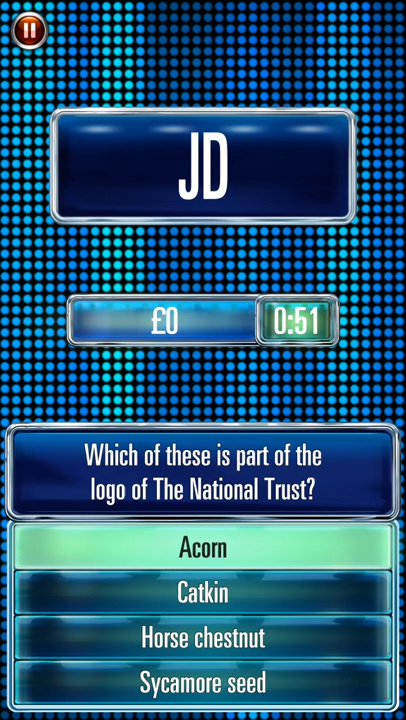 JD
£0
0:51
Which of these is part of the
logo of The National Trust?
Acorn
Catkin
Horse chestnut
Sycamore seed